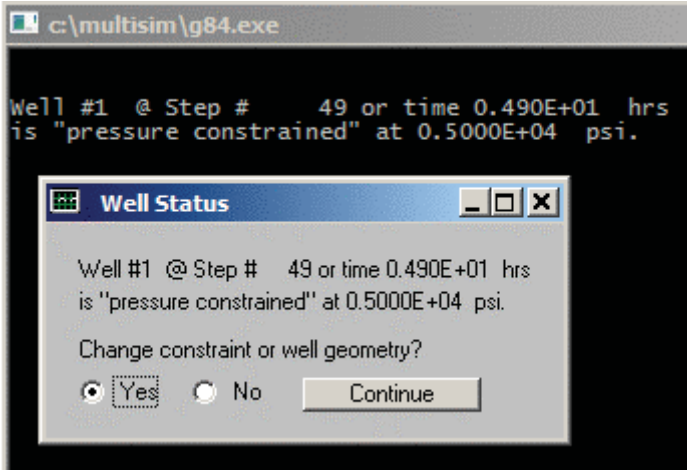 c:\multisim\g84.exe
Well #1 @ Step # 49 or time 0.490E+01 hrs
is "pressure constrained" at 0.5000E+04 psi.
Well Status
Well #1 @ Step # 49 or time 0.490E+01 hrs
is "pressure constrained" at 0.5000E+04 psi.
Change constraint or well geometry?
Yes No Continue